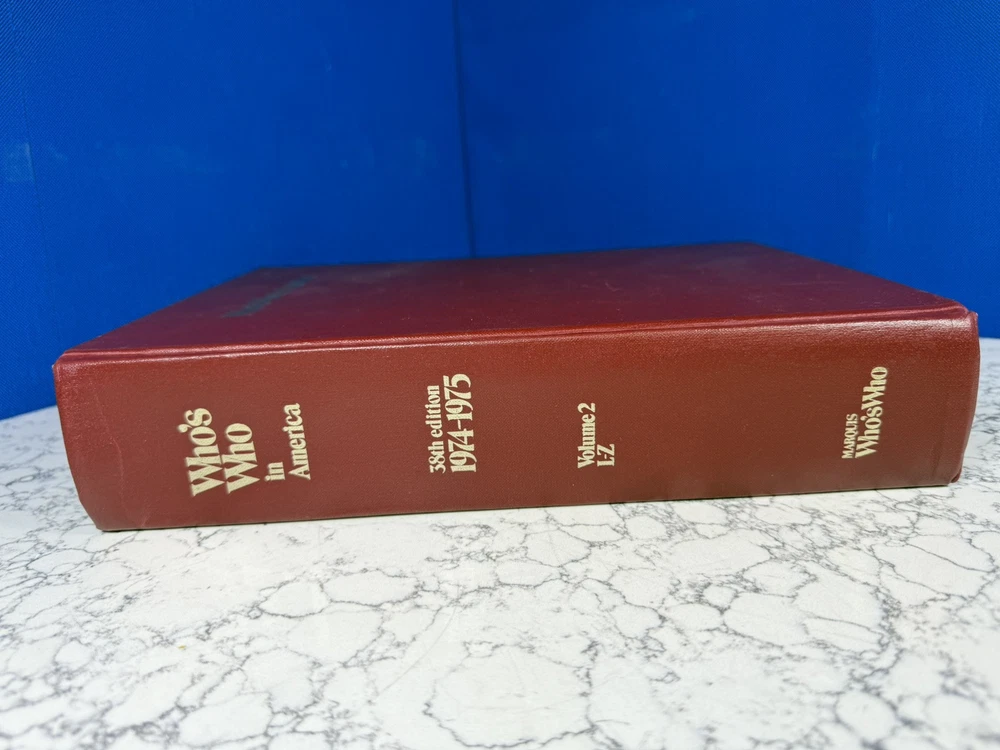 Who's
Who
in
America
38th edition
1974-1975
Volume 2
L-Z
MARQUIS
Who'sWho